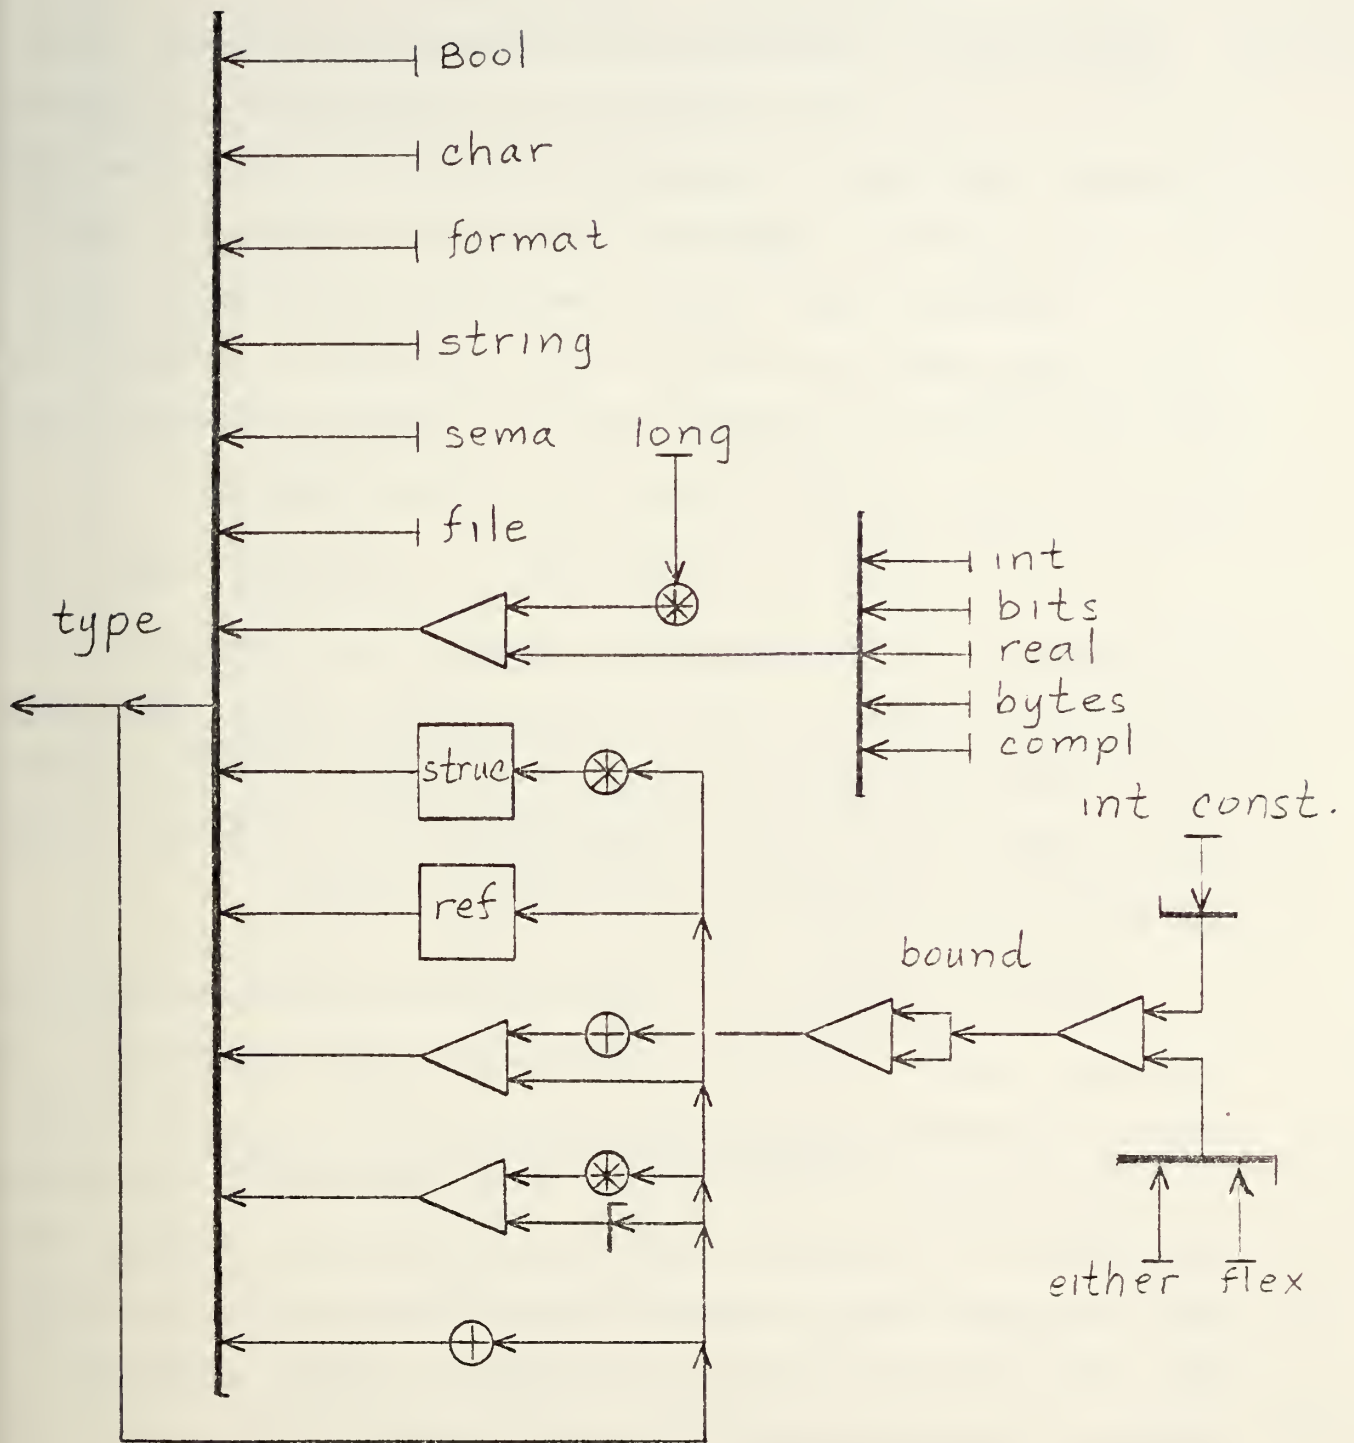 Bool
char
format
string
sema
long
file
type
int
bits
real
bytes
compl
struc
int const.
ref
bound
either
flex